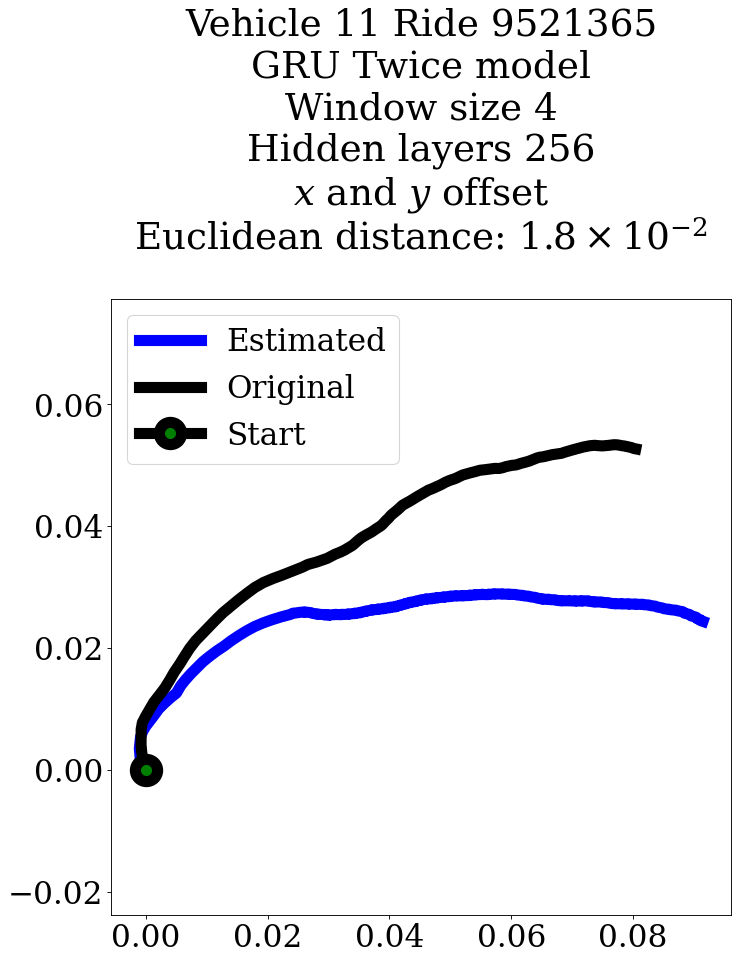 Vehicle 11 Ride 9521365
GRU Twice model
Window size 4
Hidden layers 256
x and y offset
Euclidean distance: 1.8 × 10⁻²
Estimated
Original
Start
0.06
0.04
0.02
0.00
−0.02
0.00 0.02 0.04 0.06 0.08